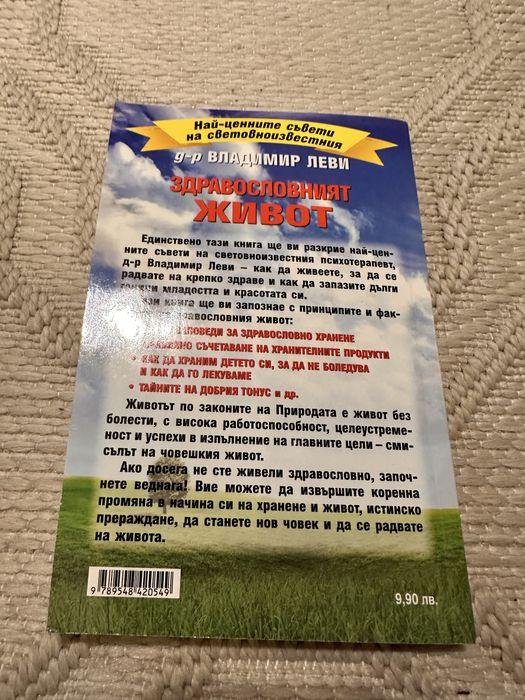 Най-ценните съвети
на световноизвестния
д-р ВЛАДИМИР ЛЕВИ
ЗДРАВОСЛОВНИЯТ
ЖИВОТ
Единствено тази книга ще ви разкрие най-цен-
ните съвети на световноизвестния психотерапевт,
д-р Владимир Леви – как да живеете, за да се
радвате на крепко здраве и как да запазите дълги
години младостта и красотата си.
книга ще ви запознае с принципите и фак-
здравословния живот:
ЗА ЗДРАВОСЛОВНО ХРАНЕНЕ
СЪЧЕТАВАНЕ НА ХРАНИТЕЛНИТЕ ПРОДУКТИ
• КАК ДА ХРАНИМ ДЕТЕТО СИ, ЗА ДА НЕ БОЛЕДУВА
И КАК ДА ГО ЛЕКУВАМЕ
• ТАЙНИТЕ НА ДОБРИЯ ТОНУС и др.
Животът по законите на Природата е живот без
болести, с висока работоспособност, целеустреме-
ност и успехи в изпълнение на главните цели – сми-
сълът на човешкия живот.
Ако досега не сте живели здравословно, започ-
нете веднага! Вие можете да извършите коренна
промяна в начина си на хранене и живот, истинско
прераждане, да станете нов човек и да се радвате
на живота.
9 789548 420549
9,90 лв.